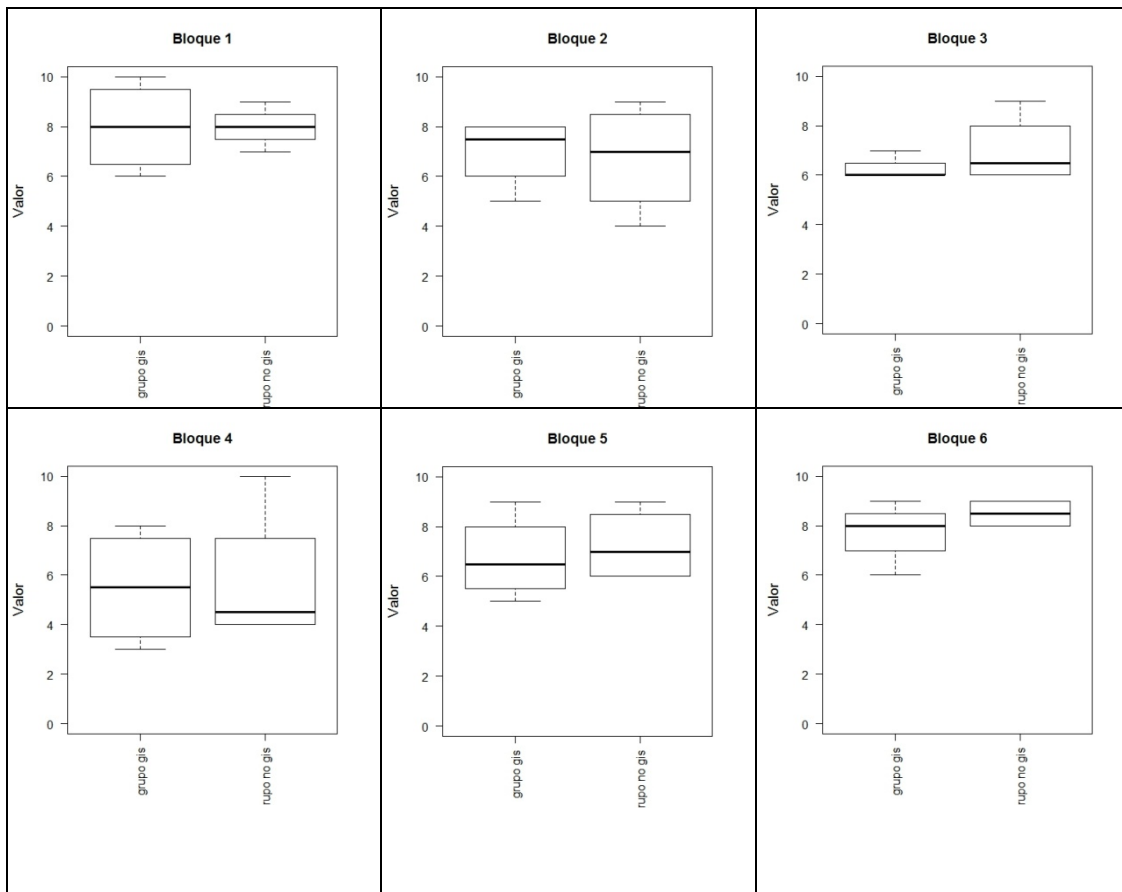 Bloque 1
Valor
10
8
6
4
2
0
grupo gis
rupo no gis
Bloque 2
Valor
10
8
6
4
2
0
grupo gis
rupo no gis
Bloque 3
Valor
10
8
6
4
2
0
grupo gis
rupo no gis
Bloque 4
Valor
10
8
6
4
2
0
grupo gis
rupo no gis
Bloque 5
Valor
10
8
6
4
2
0
grupo gis
rupo no gis
Bloque 6
Valor
10
8
6
4
2
0
grupo gis
rupo no gis